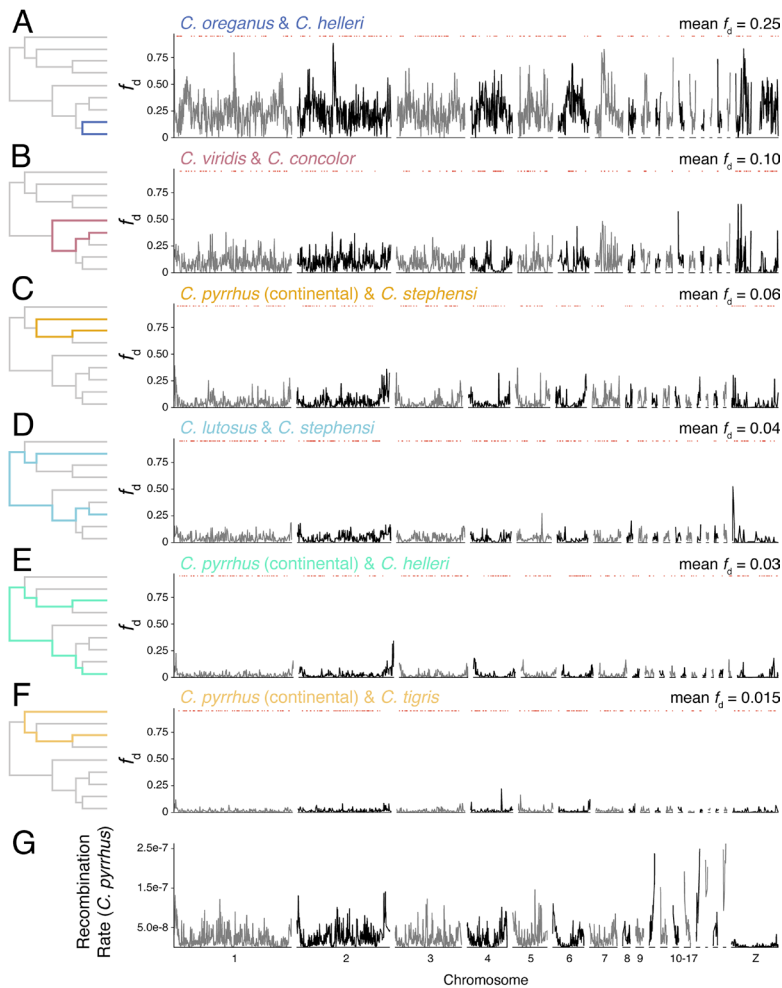 A
C. oreganus & C. helleri
mean fd = 0.25
fd
0.75
0.50
0.25
0
B
C. viridis & C. concolor
mean fd = 0.10
fd
0.75
0.50
0.25
0
C
C. pyrrhus (continental) & C. stephensi
mean fd = 0.06
fd
0.75
0.50
0.25
0
D
C. lutosus & C. stephensi
mean fd = 0.04
fd
0.75
0.50
0.25
0
E
C. pyrrhus (continental) & C. helleri
mean fd = 0.03
fd
0.75
0.50
0.25
0
F
C. pyrrhus (continental) & C. tigris
mean fd = 0.015
fd
0.75
0.50
0.25
0
G
Recombination
Rate (C. pyrrhus)
2.5e-7
1.5e-7
5.0e-8
1 2 3 4 5 6 7 8 9 10-17 Z
Chromosome